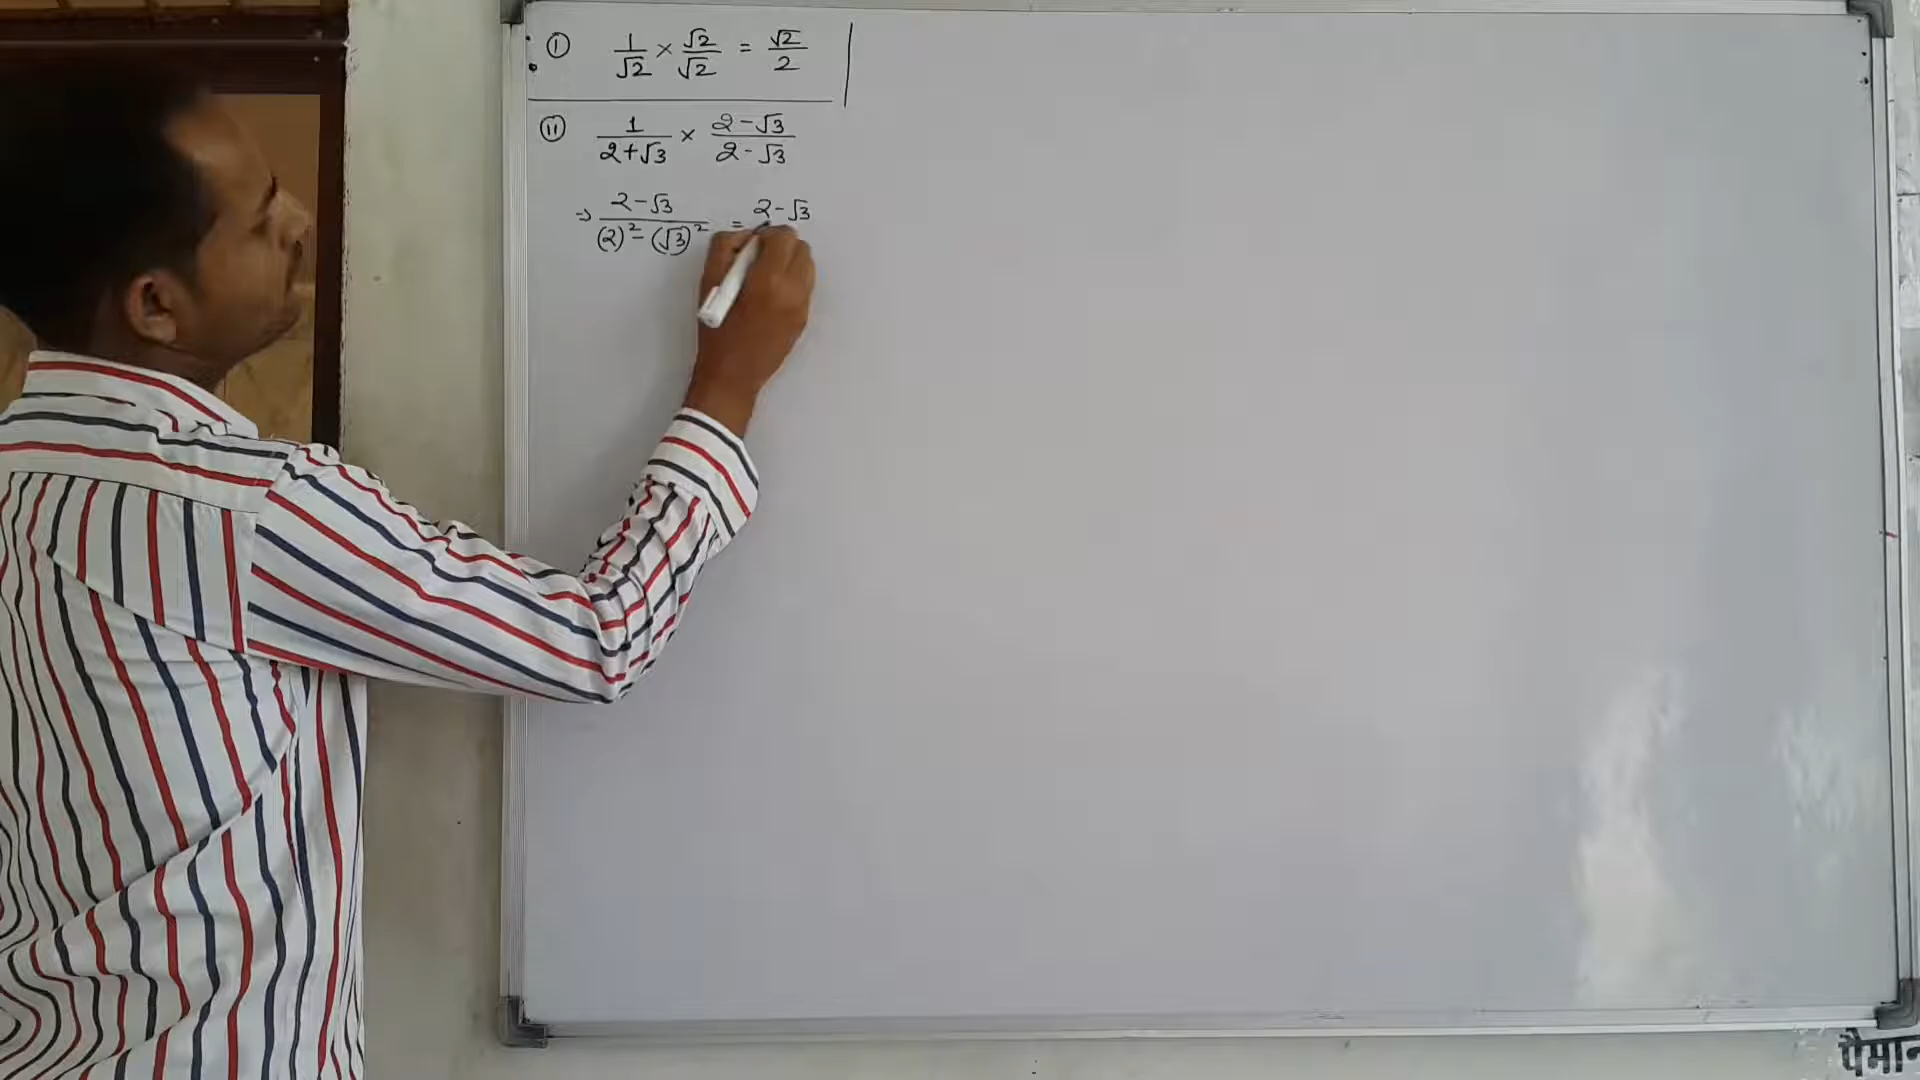 (i) 1/√2 × √2/√2 = √2/2
(ii) 1/(2+√3) × (2-√3)/(2-√3)
⇒ (2-√3)/((2)²-(√3)²) = 2-√3